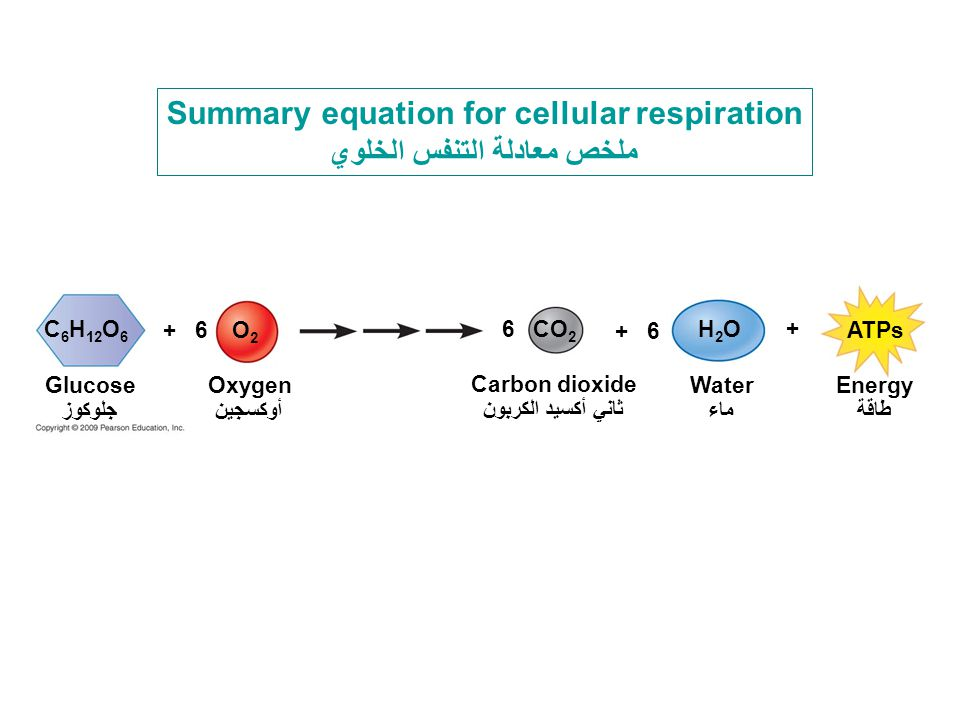 Summary equation for cellular respiration
ملخص معادلة التنفس الخلوي
C₆H₁₂O₆ + 6 O₂ 6 CO₂ + 6 H₂O + ATPs
Glucose Oxygen Carbon dioxide Water Energy
جلوكوز أوكسجين ثاني أكسيد الكربون ماء طاقة
Copyright © 2009 Pearson Education, Inc.